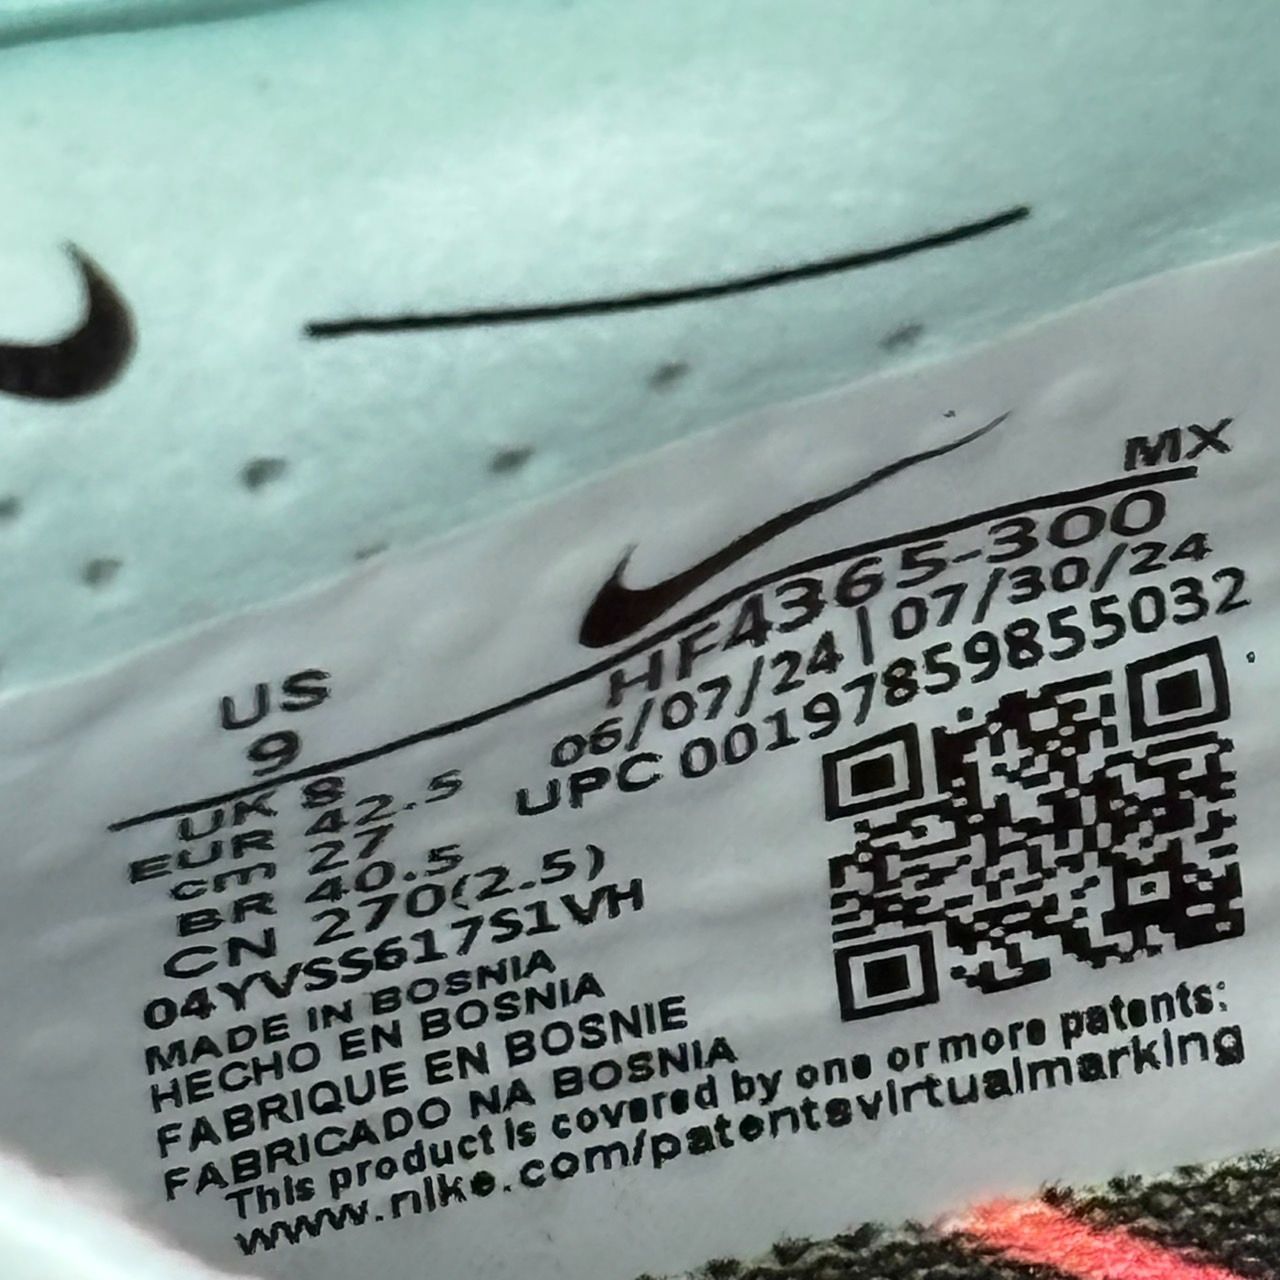 MX
HF4365-300
06/07/24 | 07/30/24
UPC 00197859855032
US
9
UK 8
EUR 42.5
cm 27
BR 40.5
CN 270(2.5)
04YVSS617S1VH
MADE IN BOSNIA
HECHO EN BOSNIA
FABRIQUE EN BOSNIE
FABRICADO NA BOSNIA
This product is covered by one or more patents:
www.nike.com/patentsvirtualmarking